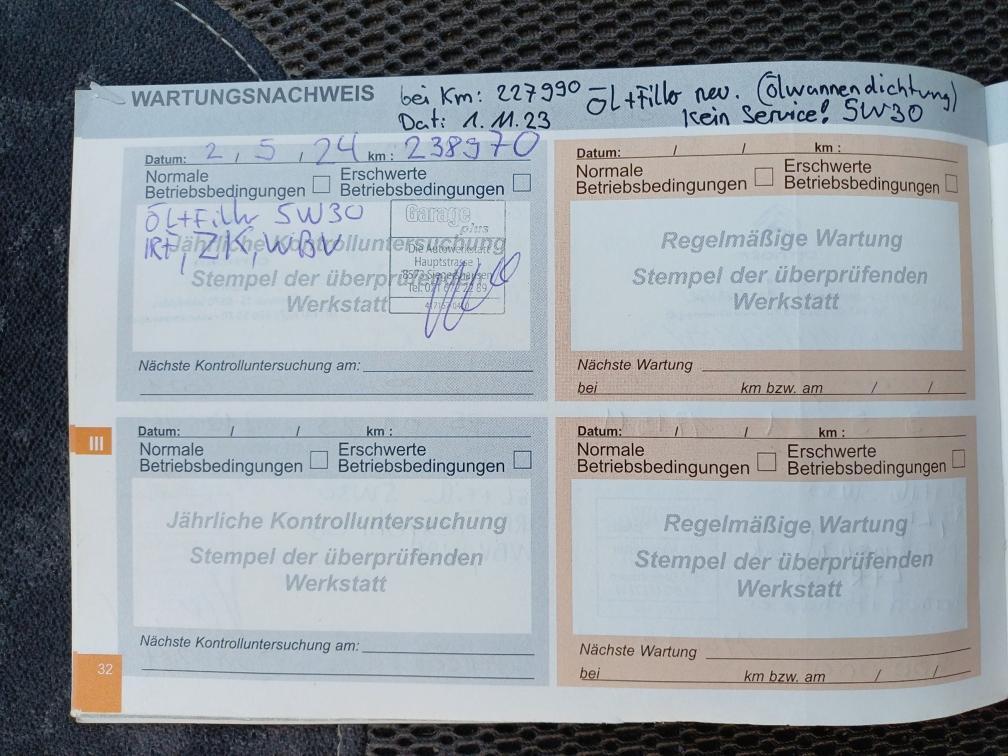 WARTUNGSNACHWEIS
bei Km: 227990 ÖL+Filter neu. (Ölwannendichtung)
Dat: 1.11.23 Kein Service! 5W30
Datum: 2, 5, 24 km: 238970
Normale Betriebsbedingungen
Erschwerte Betriebsbedingungen
ÖL+Filter 5W30
ZK, WBV
Garage
plus
Die Autowerkstatt
Hauptstrasse 1
Jährliche Kontrolluntersuchung
Stempel der überprüfenden
Werkstatt
Nächste Kontrolluntersuchung am:
Datum: / / km :
Normale Betriebsbedingungen
Erschwerte Betriebsbedingungen
Regelmäßige Wartung
Stempel der überprüfenden
Werkstatt
Nächste Wartung
bei km bzw. am / /
III
Datum: / / km :
Normale Betriebsbedingungen
Erschwerte Betriebsbedingungen
Jährliche Kontrolluntersuchung
Stempel der überprüfenden
Werkstatt
Nächste Kontrolluntersuchung am:
Datum: / / km :
Normale Betriebsbedingungen
Erschwerte Betriebsbedingungen
Regelmäßige Wartung
Stempel der überprüfenden
Werkstatt
Nächste Wartung
bei km bzw. am / /
32